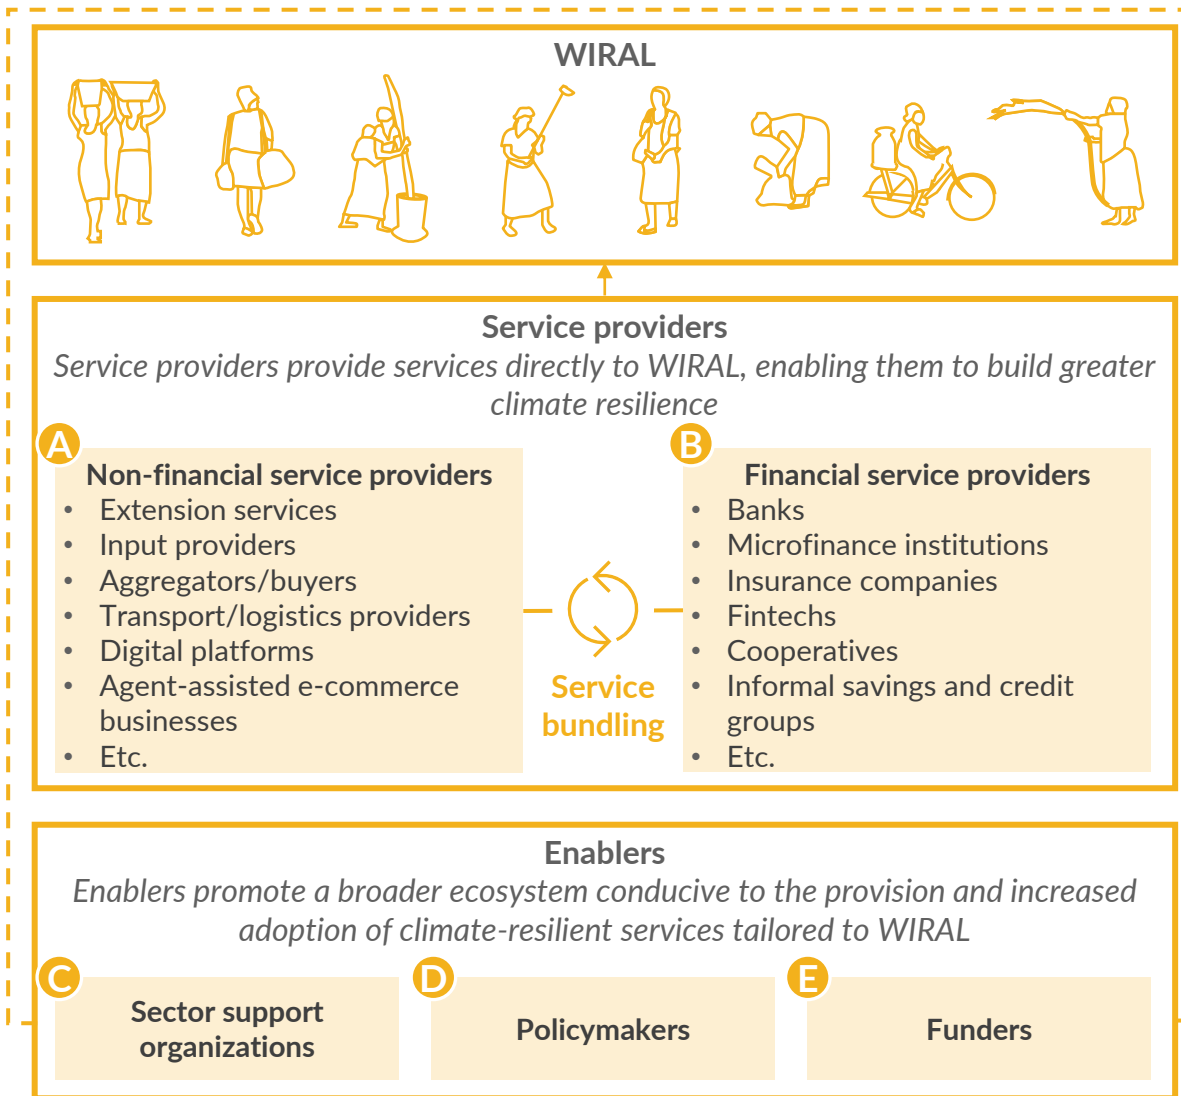 WIRAL
Service providers
Service providers provide services directly to WIRAL, enabling them to build greater
climate resilience
A
Non-financial service providers
• Extension services
• Input providers
• Aggregators/buyers
• Transport/logistics providers
• Digital platforms
• Agent-assisted e-commerce
businesses
• Etc.
Service
bundling
B
Financial service providers
• Banks
• Microfinance institutions
• Insurance companies
• Fintechs
• Cooperatives
• Informal savings and credit
groups
• Etc.
Enablers
Enablers promote a broader ecosystem conducive to the provision and increased
adoption of climate-resilient services tailored to WIRAL
C
Sector support
organizations
D
Policymakers
E
Funders